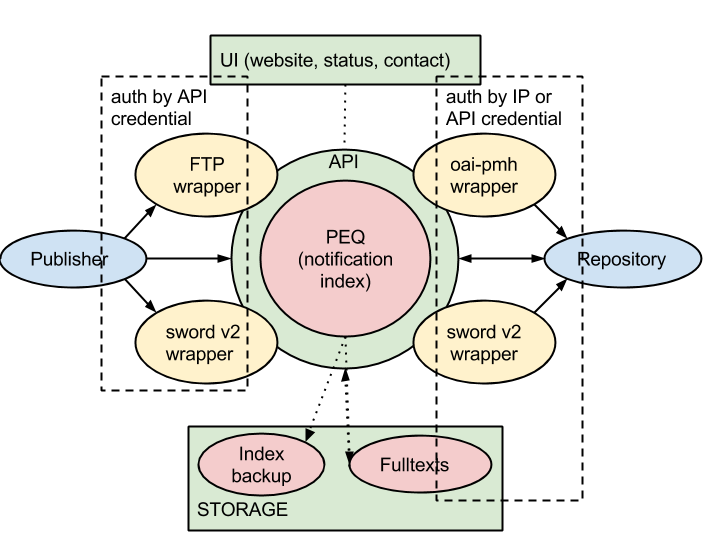 UI (website, status, contact)
auth by API
credential
auth by IP or
API credential
FTP
wrapper
API
oai-pmh
wrapper
Publisher
PEQ
(notification
index)
Repository
sword v2
wrapper
sword v2
wrapper
Index
backup
Fulltexts
STORAGE